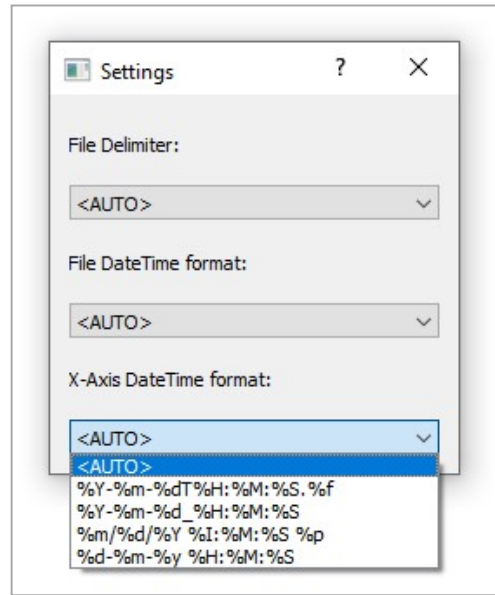 Settings
?
File Delimiter:
<AUTO>
File DateTime format:
<AUTO>
X-Axis DateTime format:
<AUTO>
<AUTO>
%Y-%m-%dT%H:%M:%S.%f
%Y-%m-%d_%H:%M:%S
%m/%d/%Y %I:%M:%S %p
%d-%m-%y %H:%M:%S